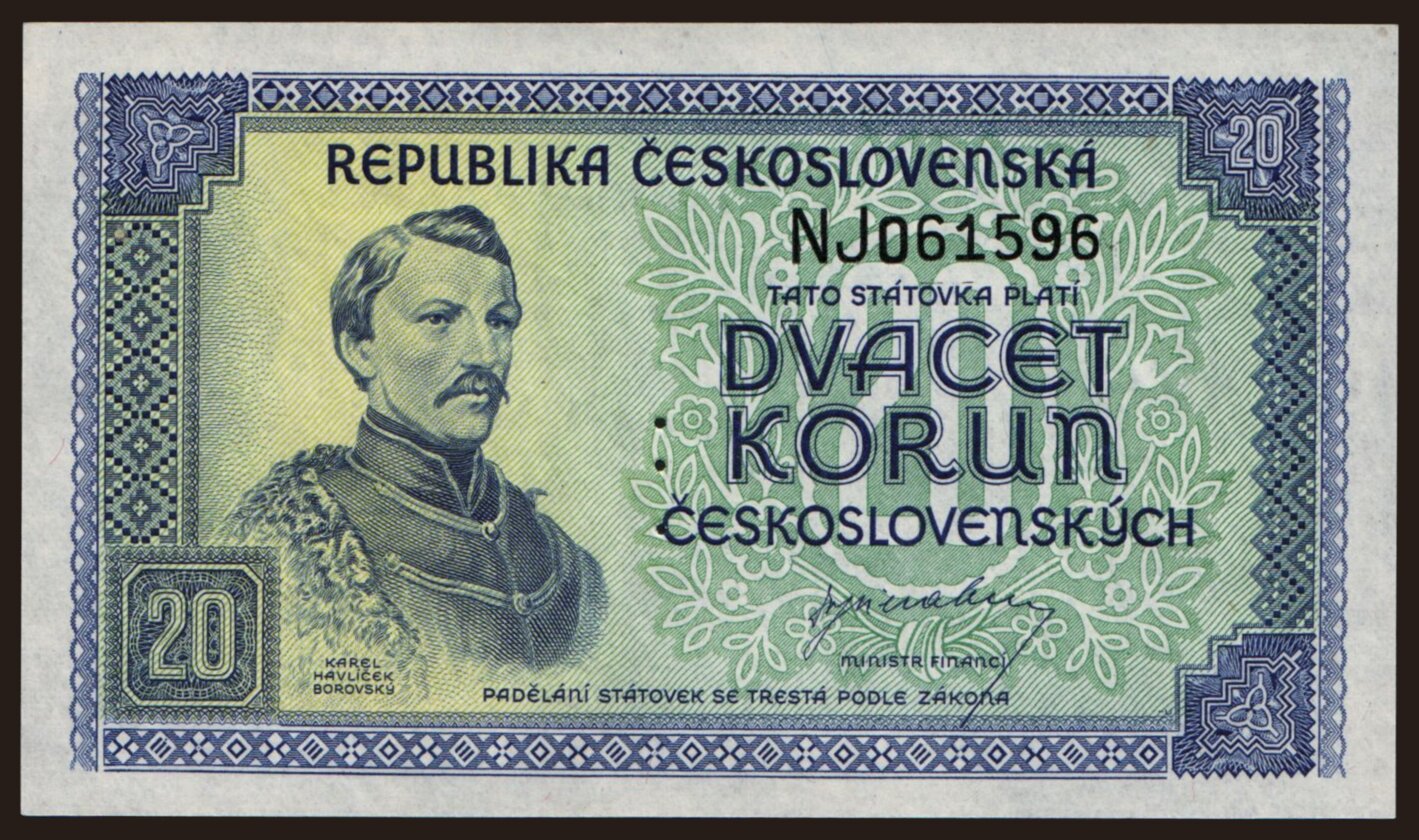 20
REPUBLIKA ČESKOSLOVENSKÁ
NJ061596
TATO STÁTOVKA PLATÍ
DVACET
KORUN
ČESKOSLOVENSKÝCH
MINISTR FINANCÍ
20
KAREL
HAVLÍČEK
BOROVSKÝ
PADĚLÁNÍ STÁTOVEK SE TRESTÁ PODLE ZÁKONA